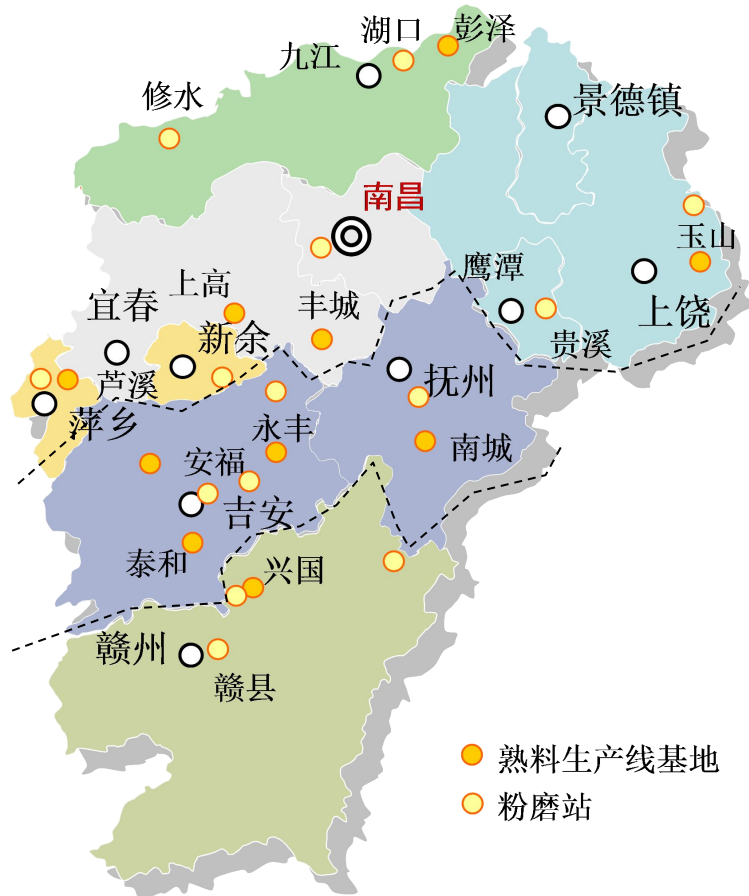 彭泽
湖口
九江
修水
景德镇
南昌
玉山
鹰潭
上高
丰城
宜春
上饶
新余
贵溪
芦溪
抚州
萍乡
永丰
南城
安福
吉安
泰和
兴国
赣州
赣县
熟料生产线基地
粉磨站